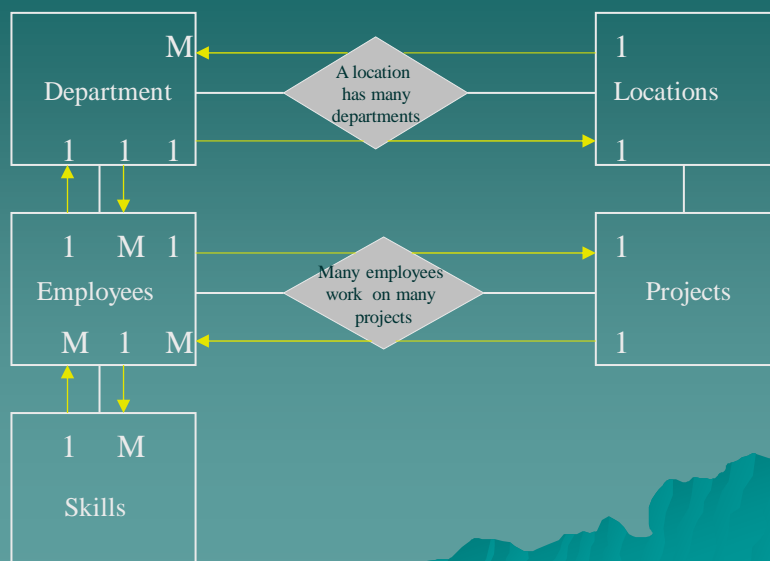 M
1
Department
A location
has many
departments
Locations
1 1 1
1
1 M 1
1
Employees
Many employees
work on many
projects
Projects
M 1 M
1
1 M
Skills